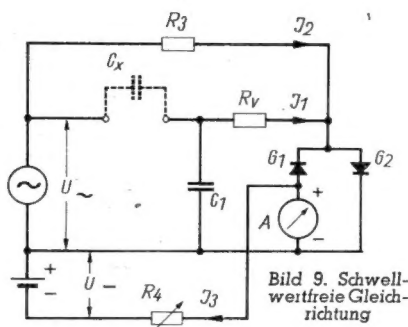 R3
J2
Cx
Rv
J1
G1
G2
U~
C1
+
A
−
+
−
U−
R4
J3
Bild 9. Schwell-
wertfreie Gleich-
richtung